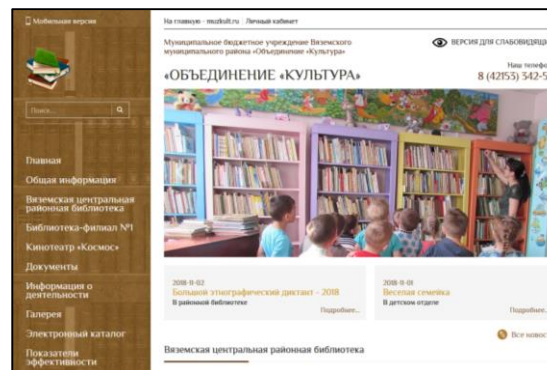 Мобильная версия
На главную - muzkult.ru
Личный кабинет
Муниципальное бюджетное учреждение Вяземского
муниципального района «Объединение «Культура»
ВЕРСИЯ ДЛЯ СЛАБОВИДЯЩ
«ОБЪЕДИНЕНИЕ «КУЛЬТУРА»
Наш телефо
8 (42153) 342-5
Поиск...
Главная
Общая информация
Вяземская центральная
районная библиотека
Библиотека-филиал №1
Кинотеатр «Космос»
Документы
Информация о
деятельности
Галерея
Электронный каталог
Показатели
эффективности
2018-11-02
Большой этнографический диктант - 2018
В районной библиотеке
Подробнее...
2018-11-01
Веселая семейка
В детском отделе
Подробнее...
Все новос
Вяземская центральная районная библиотека